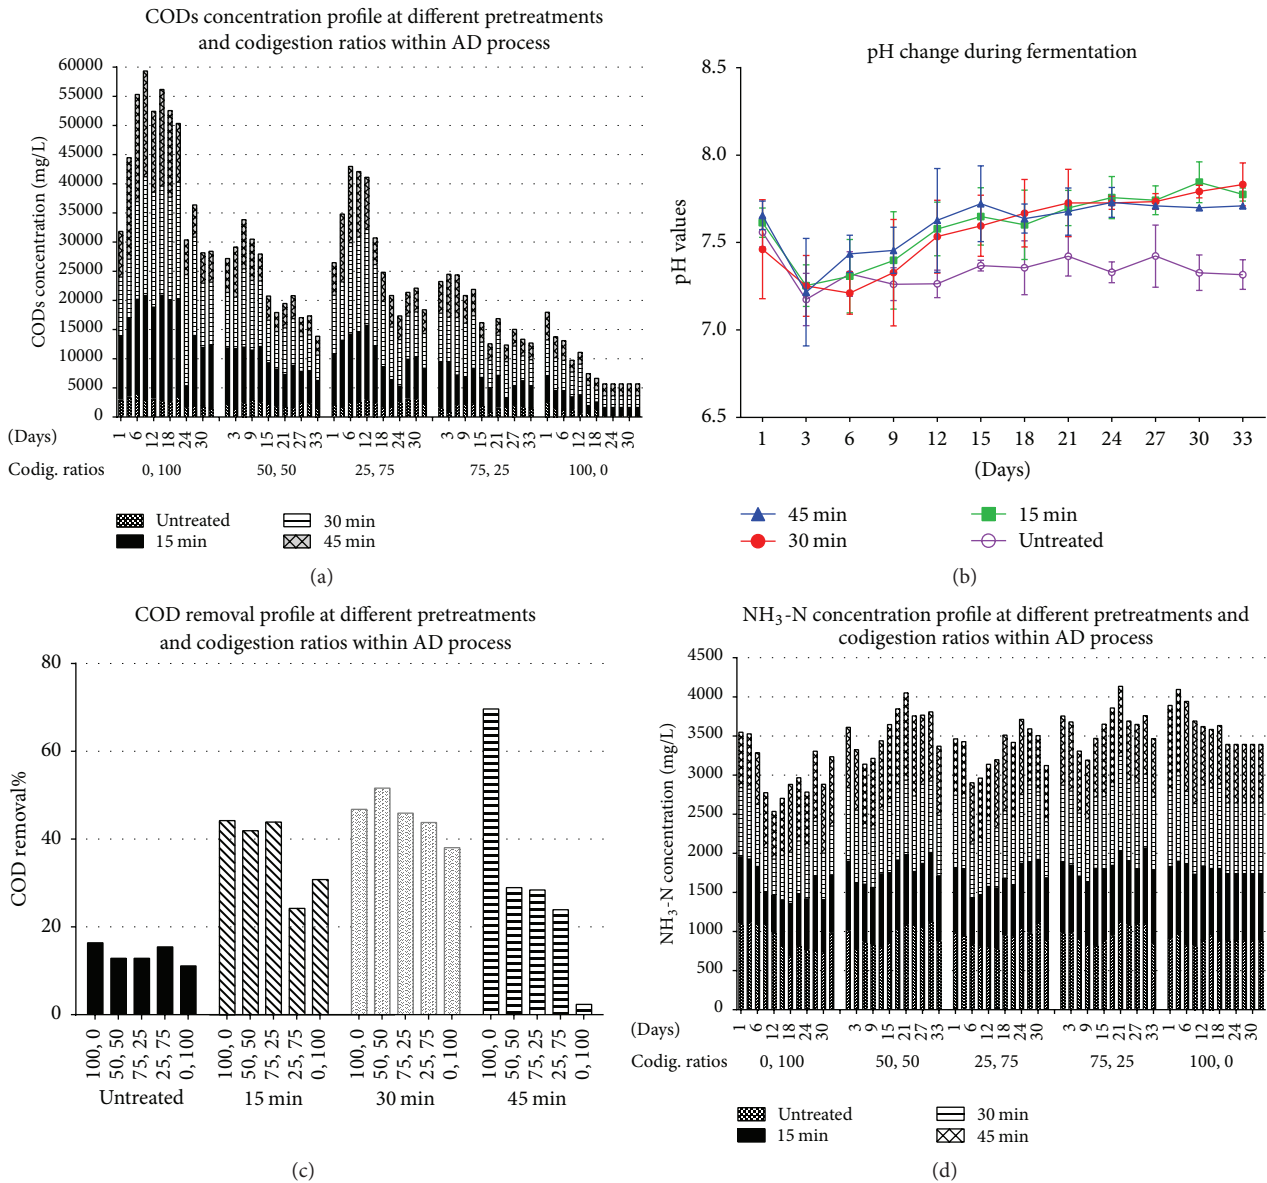 CODs concentration profile at different pretreatments
and codigestion ratios within AD process
CODs concentration (mg/L)
60000
55000
50000
45000
40000
35000
30000
25000
20000
15000
10000
5000
0
(Days)
1 6 12 18 24 30 3 9 15 21 27 33 1 6 12 18 24 30 3 9 15 21 27 33 1 6 12 18 24 30
Codig. ratios 0, 100 50, 50 25, 75 75, 25 100, 0
Untreated 30 min
15 min 45 min
(a)
pH change during fermentation
pH values
8.5
8.0
7.5
7.0
6.5
1 3 6 9 12 15 18 21 24 27 30 33
(Days)
45 min 15 min
30 min Untreated
(b)
COD removal profile at different pretreatments
and codigestion ratios within AD process
COD removal%
80
60
40
20
0
100, 0 50, 50 75, 25 25, 75 0, 100 100, 0 50, 50 75, 25 25, 75 0, 100 100, 0 50, 50 75, 25 25, 75 0, 100 100, 0 50, 50 75, 25 25, 75 0, 100
Untreated 15 min 30 min 45 min
(c)
NH3-N concentration profile at different pretreatments and
codigestion ratios within AD process
NH3-N concentration (mg/L)
4500
4000
3500
3000
2500
2000
1500
1000
500
0
(Days)
1 6 12 18 24 30 3 9 15 21 27 33 1 6 12 18 24 30 3 9 15 21 27 33 1 6 12 18 24 30
Codig. ratios 0, 100 50, 50 25, 75 75, 25 100, 0
Untreated 30 min
15 min 45 min
(d)